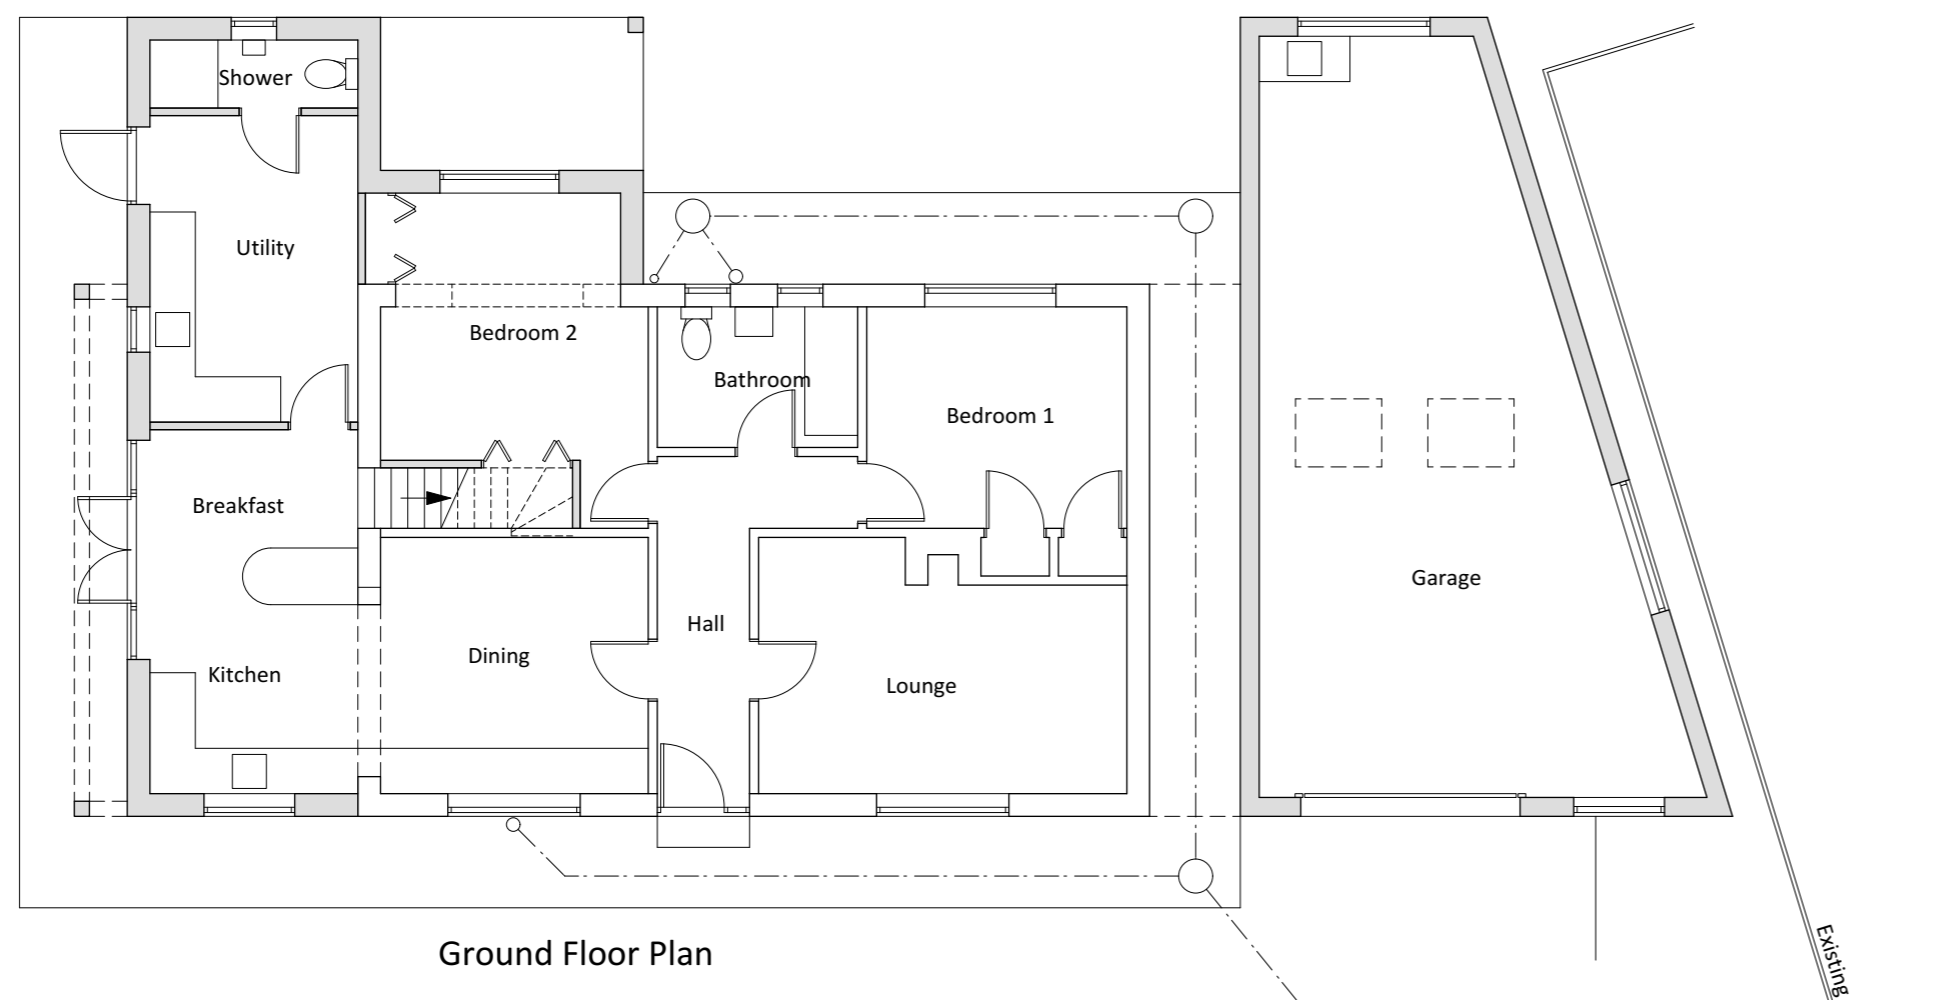 Shower
Utility
Bedroom 2
Bathroom
Bedroom 1
Breakfast
Garage
Hall
Dining
Kitchen
Lounge
Ground Floor Plan
Existing